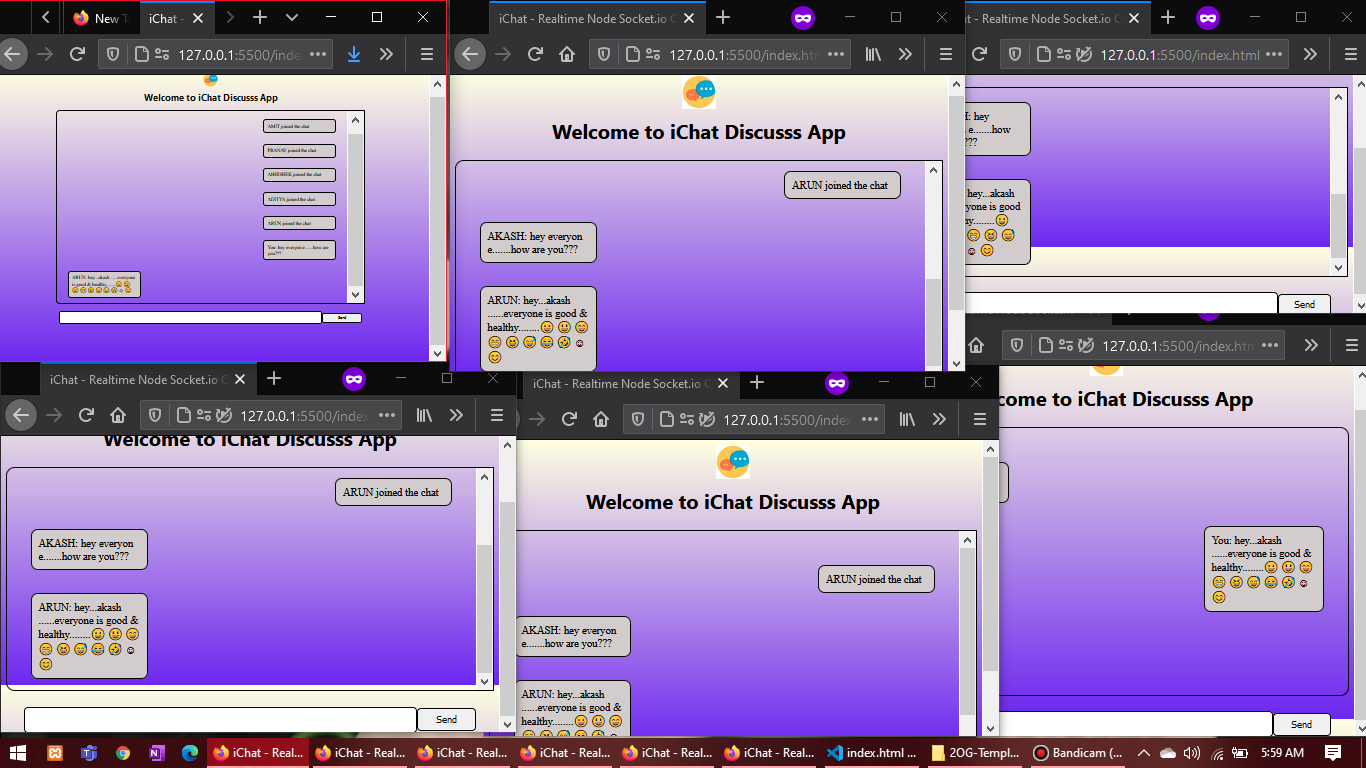 New T
iChat -
127.0.0.1:5500/index.html
Welcome to iChat Discusss App
AMIT joined the chat
PRANAV joined the chat
ABHISHEK joined the chat
ADITYA joined the chat
ARUN joined the chat
You: hey everyone......how are
you???
ARUN: hey...akash ......everyone
is good & healthy........😀 😃
😄 😁 😆 😅 😂 🤣 ☺ 😊
Send
iChat - Realtime Node Socket.io C
127.0.0.1:5500/index.html
Welcome to iChat Discusss App
ARUN joined the chat
AKASH: hey everyon
e.......how are you???
ARUN: hey...akash
......everyone is good &
healthy........😀 😃 😄
😁 😆 😅 😂 🤣 ☺
😊
- Realtime Node Socket.io C
127.0.0.1:5500/index.html
: hey
e.......how
???
hey...akash
yone is good
hy........😀
😁 😆 😅
☺ 😊
Send
iChat - Realtime Node Socket.io C
127.0.0.1:5500/index.
Welcome to iChat Discusss App
ARUN joined the chat
AKASH: hey everyon
e.......how are you???
ARUN: hey...akash
......everyone is good &
healthy........😀 😃 😄
😁 😆 😅 😂 🤣 ☺
😊
Send
iChat - Realtime Node Socket.io C
127.0.0.1:5500/index.
Welcome to iChat Discusss App
ARUN joined the chat
AKASH: hey everyon
e.......how are you???
ARUN: hey...akash
......everyone is good &
healthy........😀 😃 😄
127.0.0.1:5500/index.htm
come to iChat Discusss App
You: hey...akash
......everyone is good &
healthy........😀 😃 😄
😁 😆 😅 😂 🤣 ☺
😊
Send
iChat - Real...
iChat - Real...
iChat - Real...
iChat - Real...
iChat - Real...
iChat - Real...
index.html ...
2OG-Templ...
Bandicam (...
5:59 AM